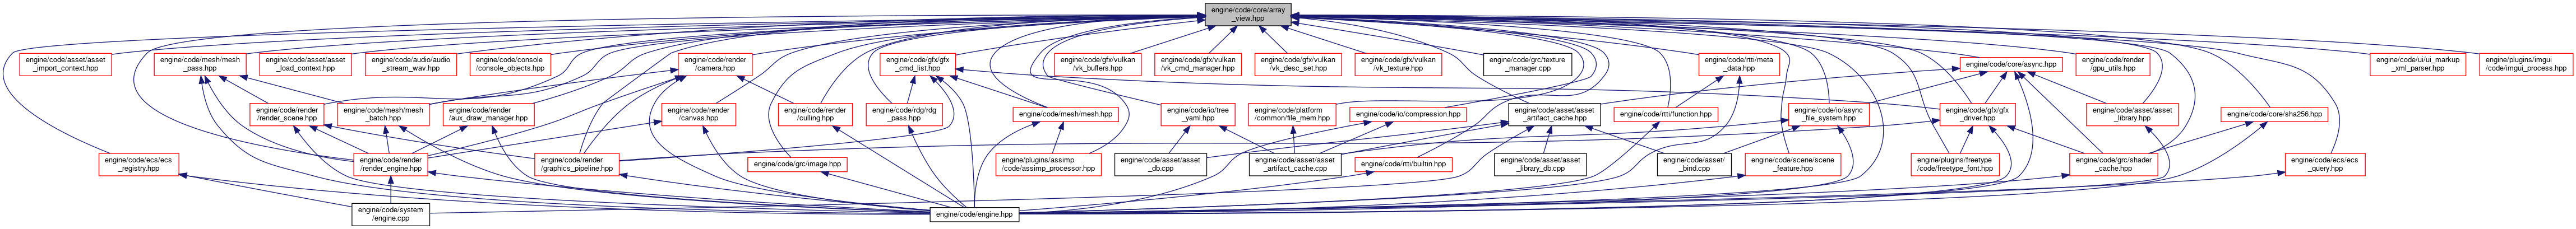 engine/code/core/array
_view.hpp
engine/code/asset/asset
_import_context.hpp
engine/code/mesh/mesh
_pass.hpp
engine/code/asset/asset
_load_context.hpp
engine/code/audio/audio
_stream_wav.hpp
engine/code/console
/console_objects.hpp
engine/code/render
/camera.hpp
engine/code/gfx/gfx
_cmd_list.hpp
engine/code/gfx/vulkan
/vk_buffers.hpp
engine/code/gfx/vulkan
/vk_cmd_manager.hpp
engine/code/gfx/vulkan
/vk_desc_set.hpp
engine/code/gfx/vulkan
/vk_texture.hpp
engine/code/grc/texture
_manager.cpp
engine/code/rtti/meta
_data.hpp
engine/code/core/async.hpp
engine/code/render
/gpu_utils.hpp
engine/code/ui/ui_markup
_xml_parser.hpp
engine/plugins/imgui
/code/imgui_process.hpp
engine/code/render
/render_scene.hpp
engine/code/mesh/mesh
_batch.hpp
engine/code/render
/aux_draw_manager.hpp
engine/code/render
/canvas.hpp
engine/code/render
/culling.hpp
engine/code/rdg/rdg
_pass.hpp
engine/code/mesh/mesh.hpp
engine/code/io/tree
_yaml.hpp
engine/code/platform
/common/file_mem.hpp
engine/code/io/compression.hpp
engine/code/asset/asset
_artifact_cache.hpp
engine/code/rtti/function.hpp
engine/code/io/async
_file_system.hpp
engine/code/gfx/gfx
_driver.hpp
engine/code/asset/asset
_library.hpp
engine/code/core/sha256.hpp
engine/code/ecs/ecs
_registry.hpp
engine/code/render
/render_engine.hpp
engine/code/render
/graphics_pipeline.hpp
engine/code/grc/image.hpp
engine/plugins/assimp
/code/assimp_processor.hpp
engine/code/asset/asset
_db.cpp
engine/code/asset/asset
_artifact_cache.cpp
engine/code/rtti/builtin.hpp
engine/code/asset/asset
_library_db.cpp
engine/code/asset/
_bind.cpp
engine/code/scene/scene
_feature.hpp
engine/plugins/freetype
/code/freetype_font.hpp
engine/code/grc/shader
_cache.hpp
engine/code/ecs/ecs
_query.hpp
engine/code/system
/engine.cpp
engine/code/engine.hpp